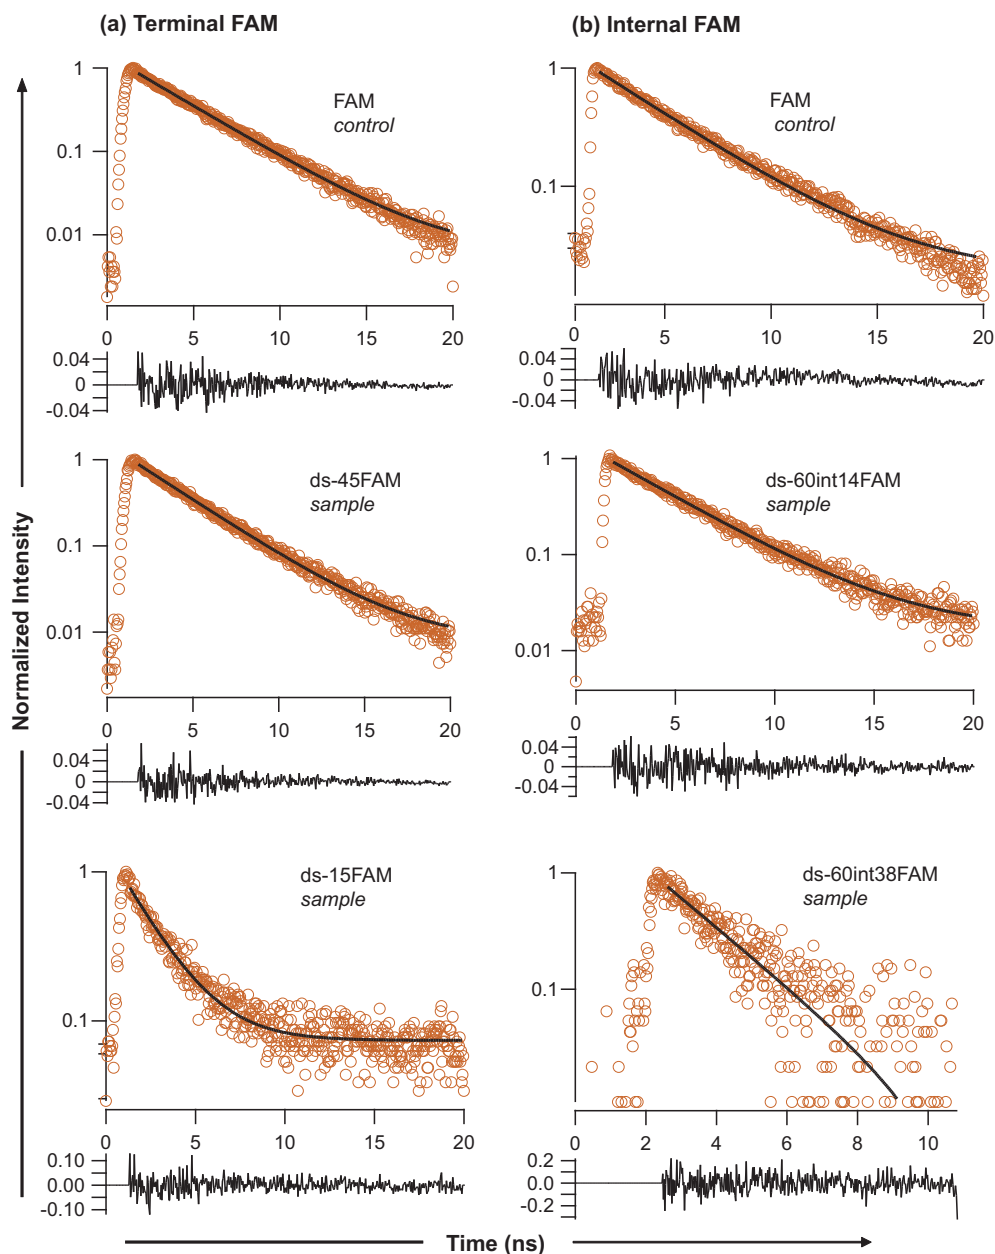 (a) Terminal FAM
(b) Internal FAM
Normalized Intensity
FAM
control
1
0.1
0.01
0 5 10 15 20
0.04
0
-0.04
FAM
control
1
0.1
0 5 10 15 20
0.04
0
-0.04
ds-45FAM
sample
1
0.1
0.01
0 5 10 15 20
0.04
0
-0.04
ds-60int14FAM
sample
1
0.1
0.01
0 5 10 15 20
0.04
0
-0.04
ds-15FAM
sample
1
0.1
0 5 10 15 20
0.10
0.00
-0.10
ds-60int38FAM
sample
1
0.1
0 2 4 6 8 10
0.2
0.0
-0.2
Time (ns)